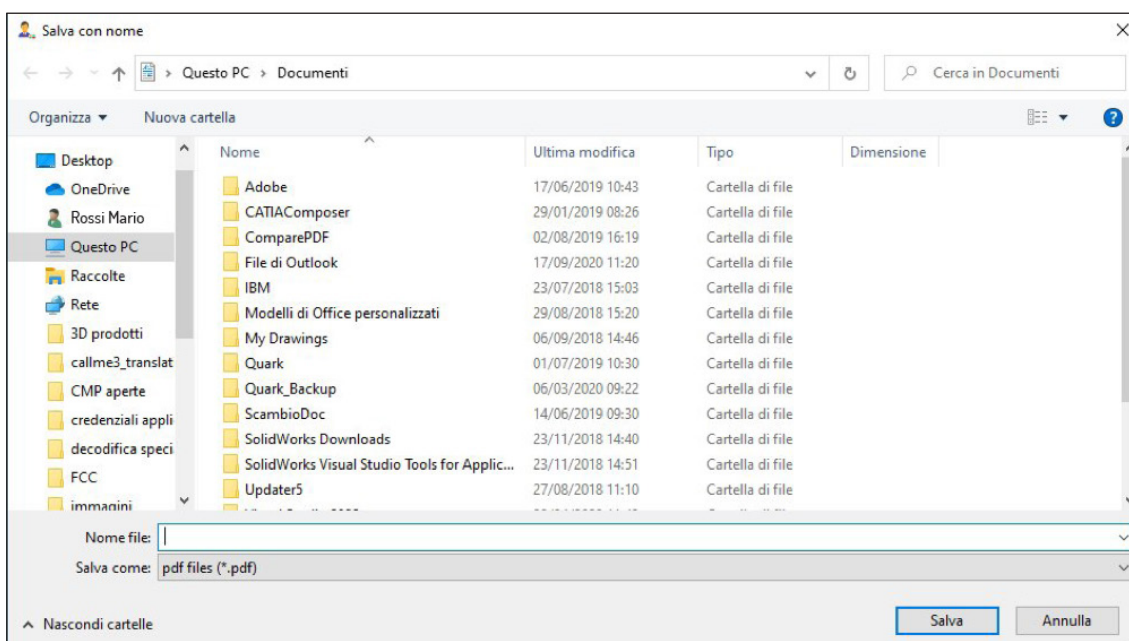 Salva con nome
Questo PC > Documenti
Cerca in Documenti
Organizza
Nuova cartella
Nome Ultima modifica Tipo Dimensione
Desktop
OneDrive
Rossi Mario
Questo PC
Raccolte
Rete
3D prodotti
callme3_translat
CMP aperte
credenziali appli
decodifica speci
FCC
immagini
Adobe 17/06/2019 10:43 Cartella di file
CATIAComposer 29/01/2019 08:26 Cartella di file
ComparePDF 02/08/2019 16:19 Cartella di file
File di Outlook 17/09/2020 11:20 Cartella di file
IBM 23/07/2018 15:03 Cartella di file
Modelli di Office personalizzati 29/08/2018 15:20 Cartella di file
My Drawings 06/09/2018 14:46 Cartella di file
Quark 01/07/2019 10:30 Cartella di file
Quark_Backup 06/03/2020 09:22 Cartella di file
ScambioDoc 14/06/2019 09:30 Cartella di file
SolidWorks Downloads 23/11/2018 14:40 Cartella di file
SolidWorks Visual Studio Tools for Applic... 23/11/2018 14:51 Cartella di file
Updater5 27/08/2018 11:10 Cartella di file
Nome file:
Salva come: pdf files (*.pdf)
Nascondi cartelle
Salva
Annulla